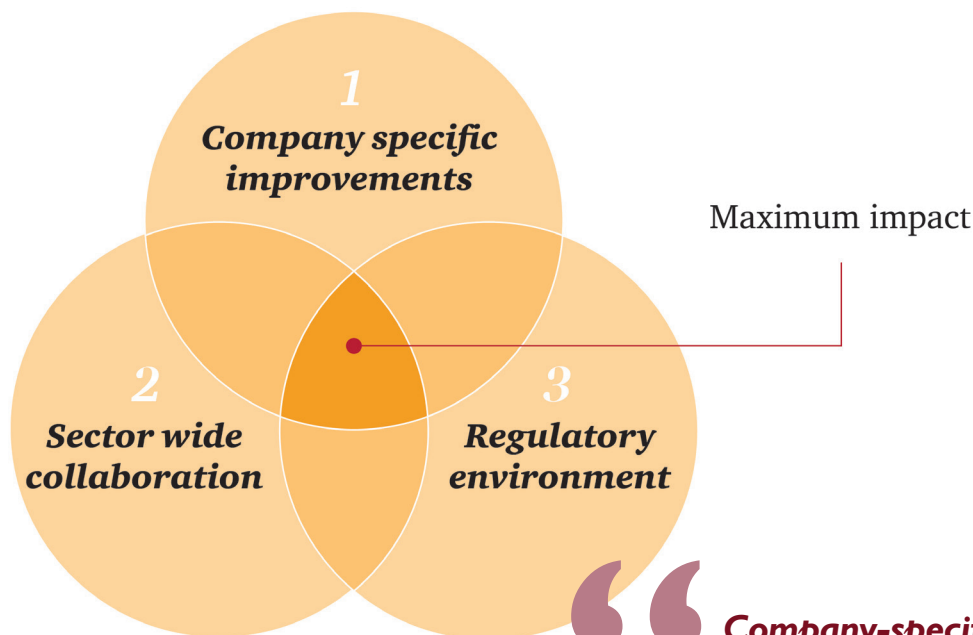 1
Company specific
improvements
Maximum impact
2
Sector wide
collaboration
3
Regulatory
environment
“